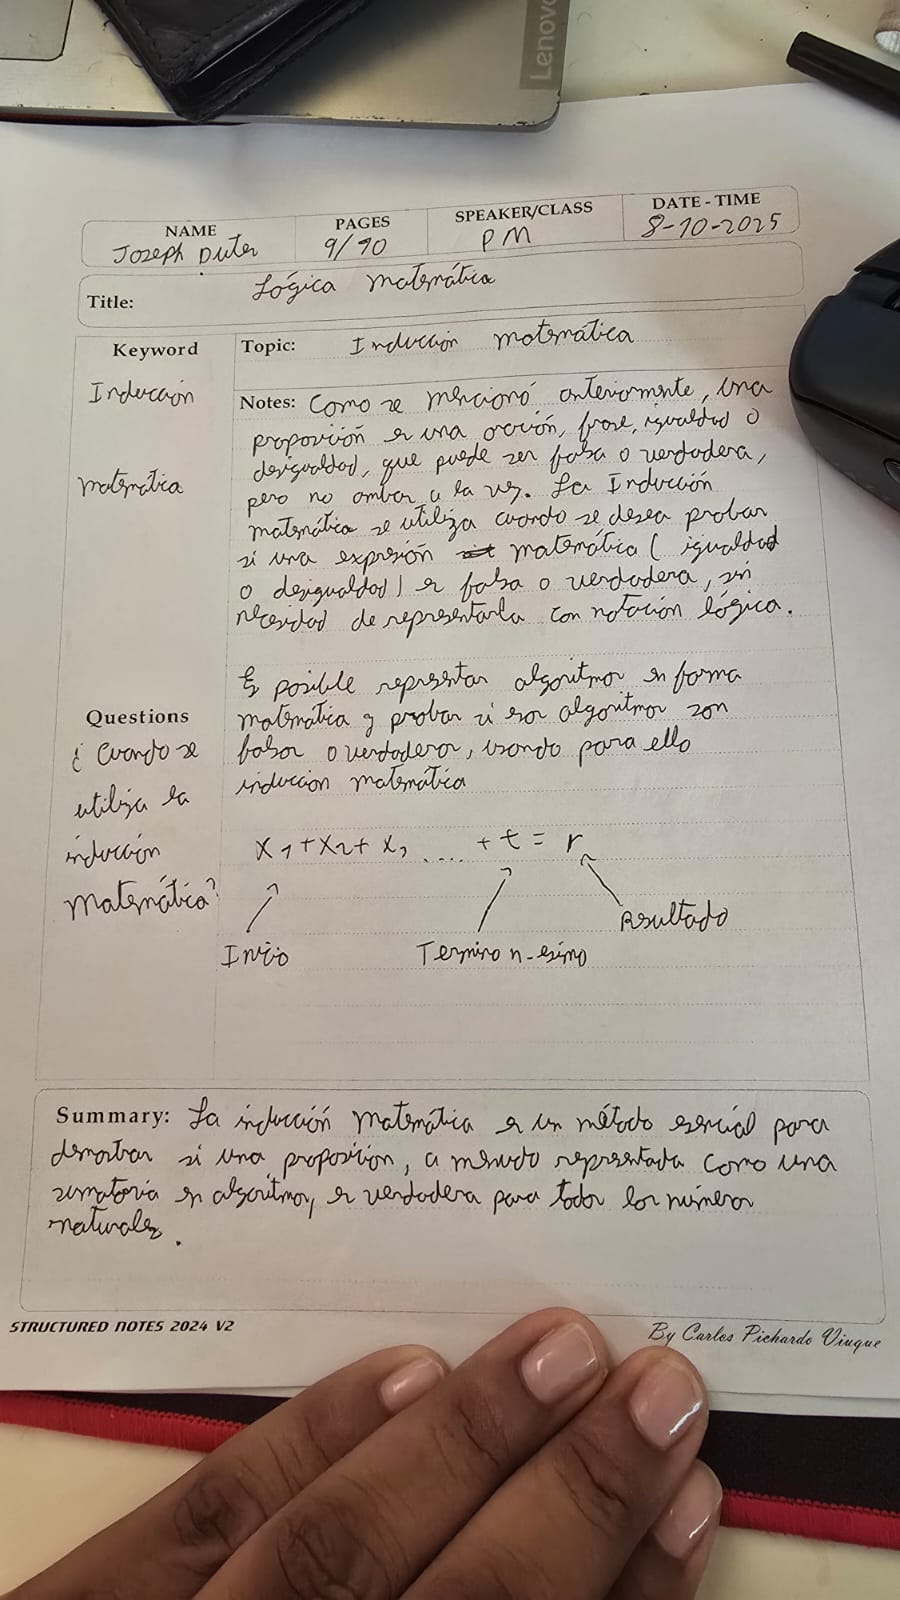 Lenovo
NAME
PAGES
SPEAKER/CLASS
DATE - TIME
Joseph
9/10
PM
8-10-2025
Title: Lógica Matemática
Keyword
Inducción
matemática
Topic: Inducción matemática
Notes: Como se mencionó anteriormente, una
proposición es una oración, frase, igualdad o
desigualdad, que puede ser falsa o verdadera,
pero no ambas a la vez. La Inducción
matemática se utiliza cuando se desea probar
si una expresión matemática (igualdad
o desigualdad) es falsa o verdadera, sin
necesidad de representarla con notación lógica.
Es posible representar algoritmos en forma
matemática y probar si esos algoritmos son
falsos o verdaderos, usando para ello
induccion matemática
Questions
¿Cuando se
utiliza la
inducción
Matemática?
x1+x2+x3 .... + t = r
Inicio
Termino n-esimo
Resultado
Summary: La inducción Matemática es un método esencial para
demostrar si una proposición, a menudo representada como una
sumatoria en algoritmos, es verdadera para todos los números
naturales.
STRUCTURED NOTES 2024 V2
By Carlos Pichardo Viuque